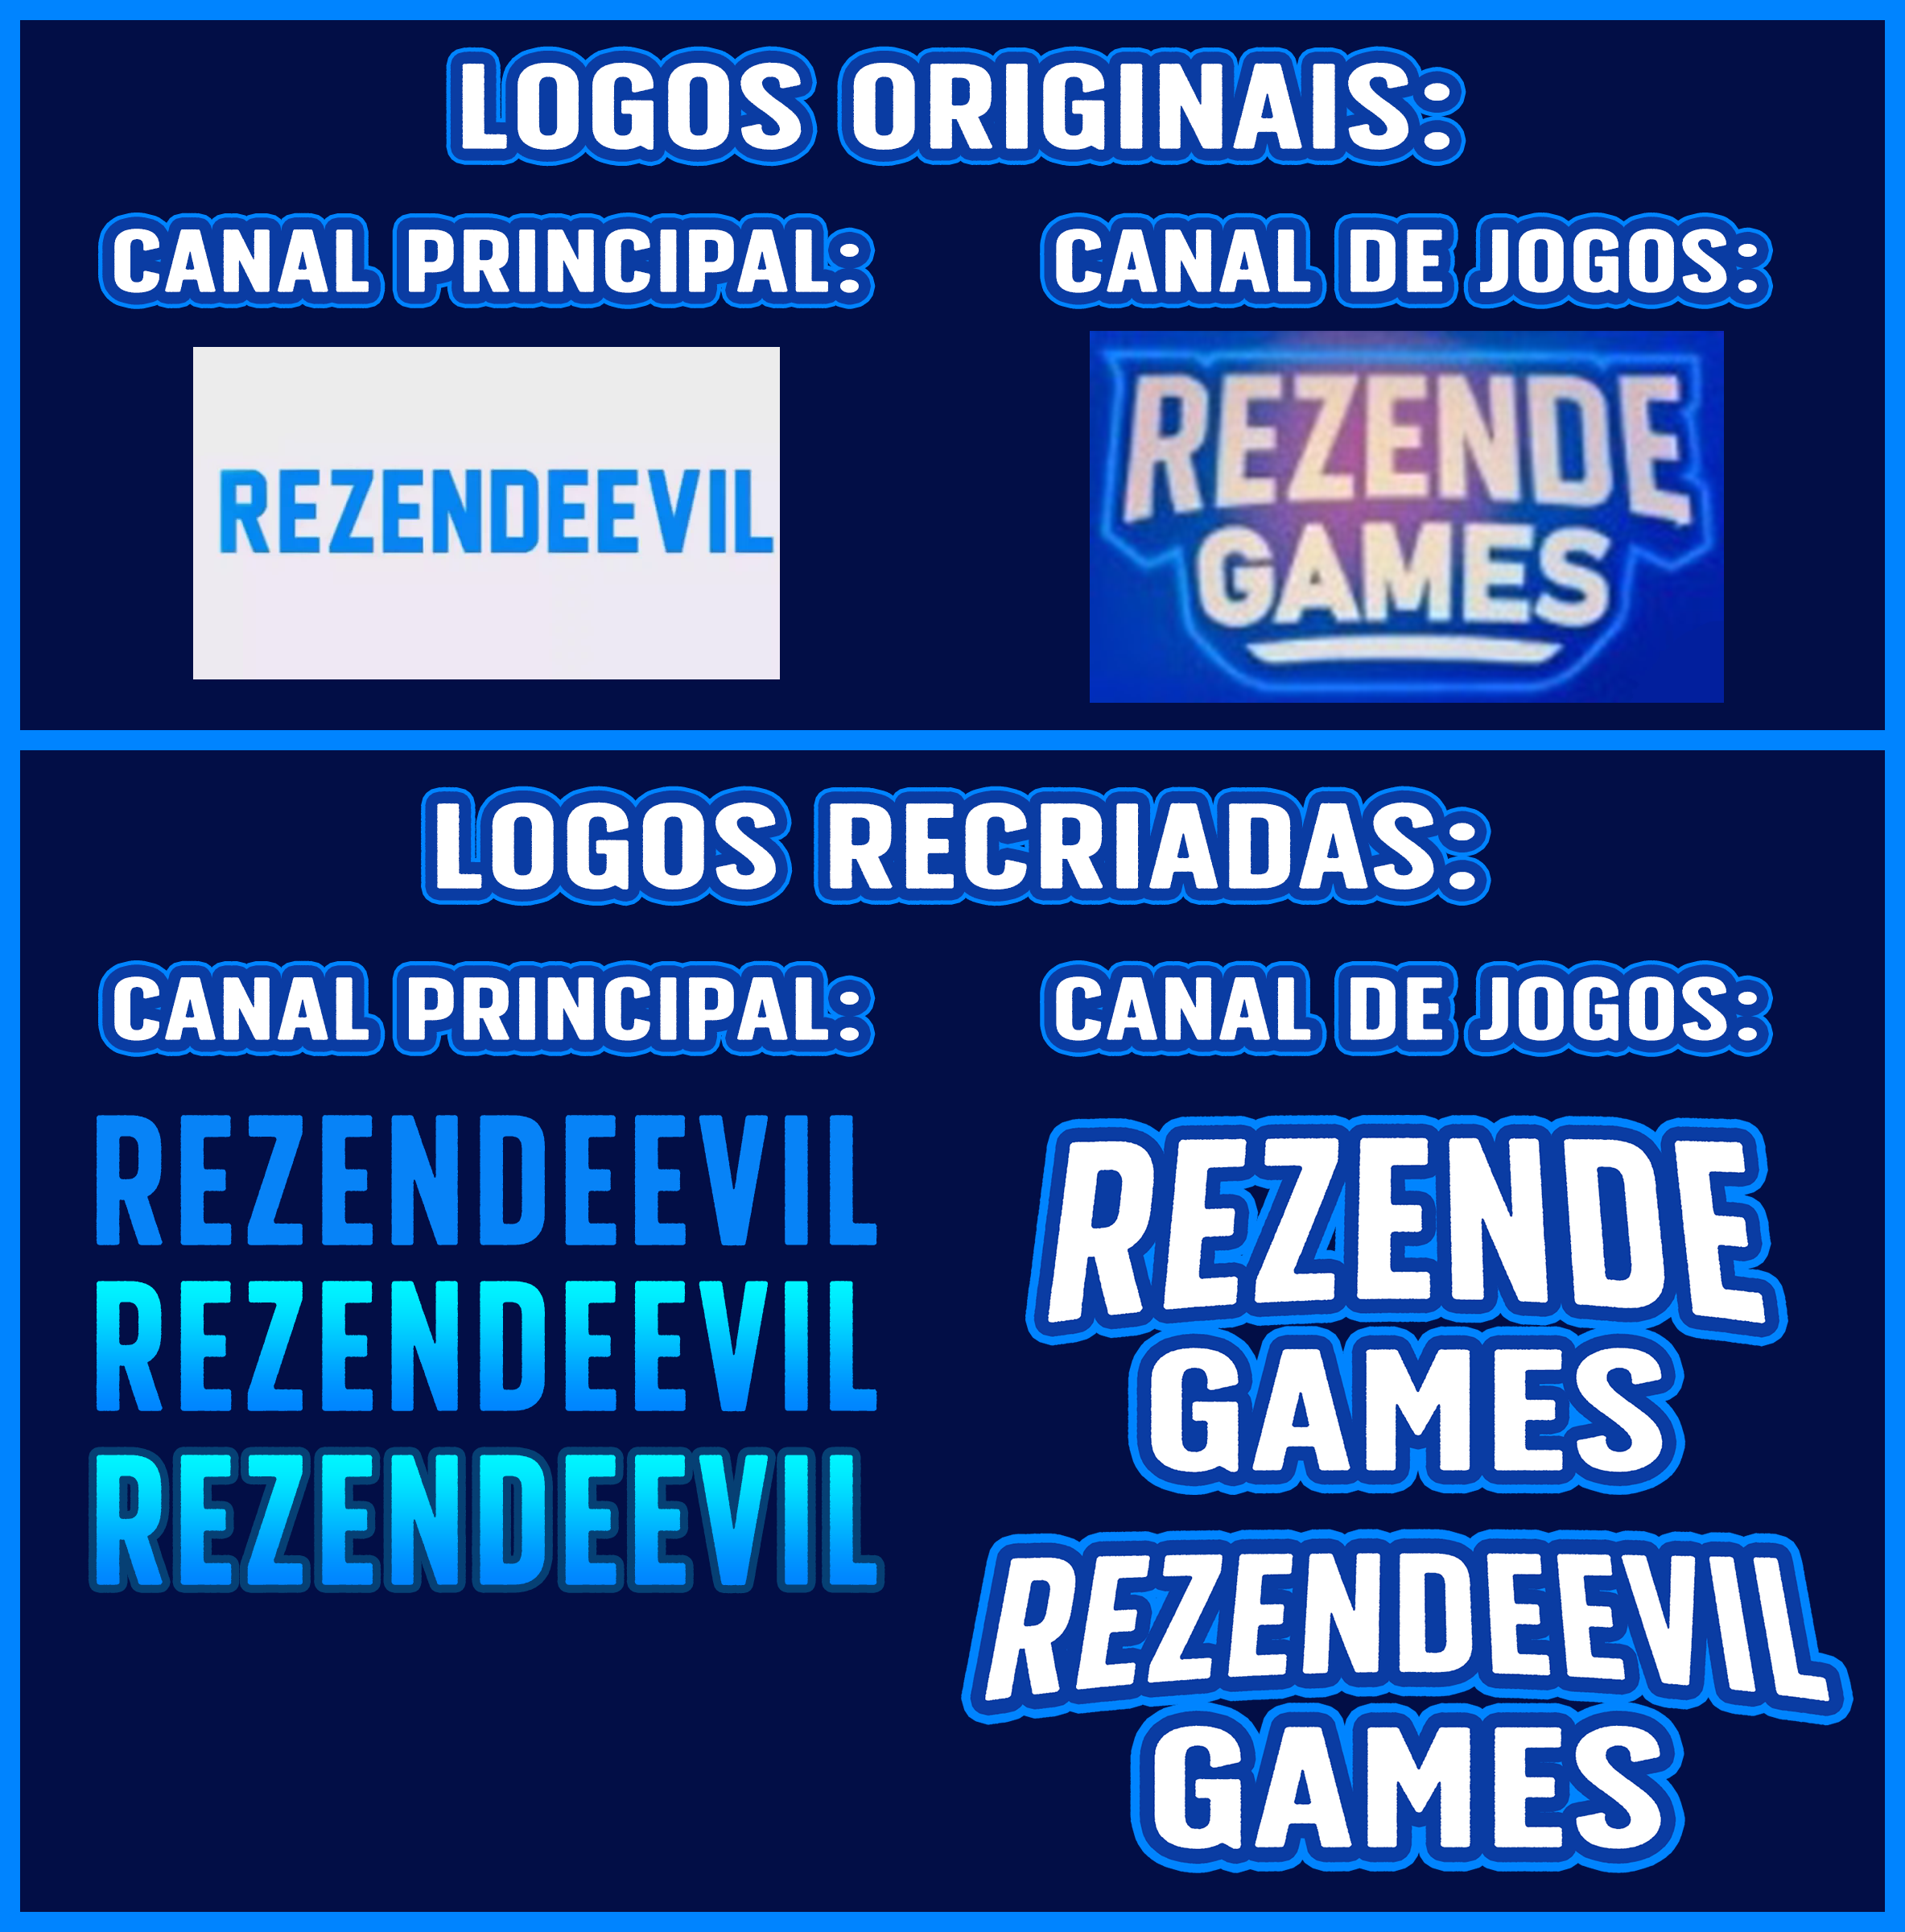 LOGOS ORIGINAIS:
CANAL PRINCIPAL:
CANAL DE JOGOS:
REZENDEEVIL
REZENDE
GAMES
LOGOS RECRIADAS:
CANAL PRINCIPAL:
CANAL DE JOGOS:
REZENDEEVIL
REZENDEEVIL
REZENDEEVIL
REZENDE
GAMES
REZENDEEVIL
GAMES